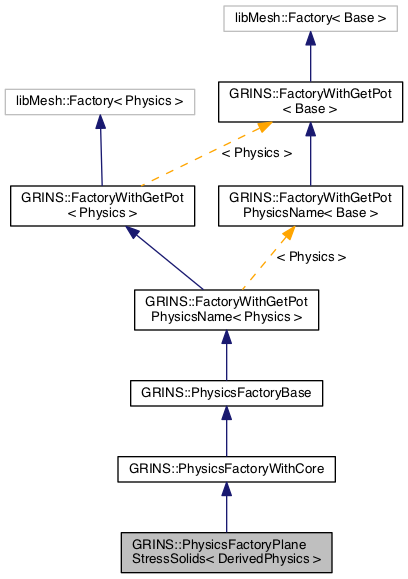 libMesh::Factory< Base >
GRINS::FactoryWithGetPot
< Base >
libMesh::Factory< Physics >
< Physics >
GRINS::FactoryWithGetPot
< Physics >
GRINS::FactoryWithGetPot
PhysicsName< Base >
< Physics >
GRINS::FactoryWithGetPot
PhysicsName< Physics >
GRINS::PhysicsFactoryBase
GRINS::PhysicsFactoryWithCore
GRINS::PhysicsFactoryPlane
StressSolids< DerivedPhysics >